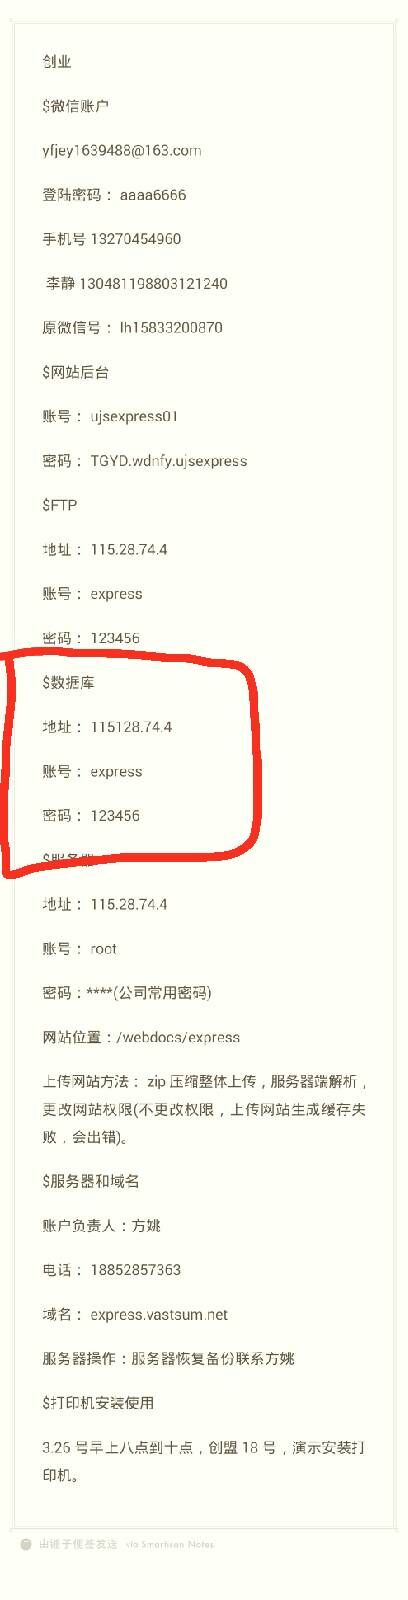 创业
$微信账户
yfjey1639488@163.com
登陆密码： aaaa6666
手机号 13270454960
李静 130481198803121240
原微信号： lh15833200870
$网站后台
账号： ujsexpress01
密码： TGYD.wdnfy.ujsexpress
$FTP
地址： 115.28.74.4
账号： express
密码： 123456
$数据库
地址： 115128.74.4
账号： express
密码： 123456
$服务器
地址： 115.28.74.4
账号： root
密码：****(公司常用密码)
网站位置：/webdocs/express
上传网站方法： zip 压缩整体上传，服务器端解析，
更改网站权限(不更改权限，上传网站生成缓存失
败，会出错)。
$服务器和域名
账户负责人：方姚
电话： 18852857363
域名： express.vastsum.net
服务器操作：服务器恢复备份联系方姚
$打印机安装使用
3.26 号早上八点到十点，创盟 18 号，演示安装打
印机。
由锤子便签发送 via Smartisan Notes